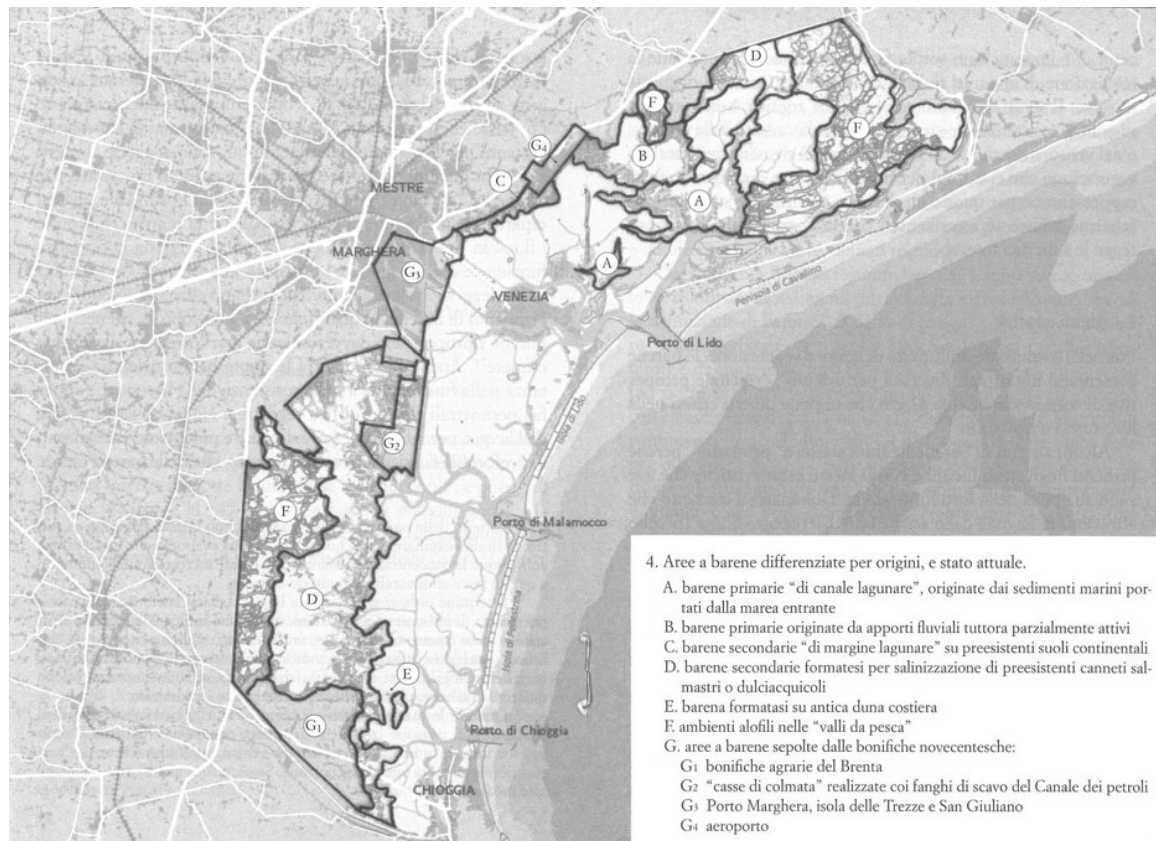 D
F
F
G4
B
C
MESTRE
A
MARGHERA
G3
A
VENEZIA
Penisola di Cavallino
Porto di Lido
Isola di Lido
G2
F
Porto di Malamocco
D
Isola di Pellestrina
E
G1
Porto di Chioggia
CHIOGGIA
4. Aree a barene differenziate per origini, e stato attuale.
A. barene primarie “di canale lagunare”, originate dai sedimenti marini por-
tati dalla marea entrante
B. barene primarie originate da apporti fluviali tuttora parzialmente attivi
C. barene secondarie “di margine lagunare” su preesistenti suoli continentali
D. barene secondarie formatesi per salinizzazione di preesistenti canneti sal-
mastri o dulciacquicoli
E. barena formatasi su antica duna costiera
F. ambienti alofili nelle “valli da pesca”
G. aree a barene sepolte dalle bonifiche novecentesche:
G1 bonifiche agrarie del Brenta
G2 “casse di colmata” realizzate coi fanghi di scavo del Canale dei petroli
G3 Porto Marghera, isola delle Trezze e San Giuliano
G4 aeroporto